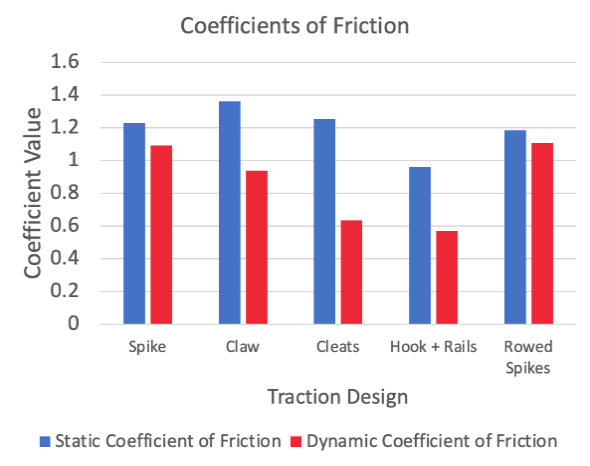 Coefficients of Friction
Coefficient Value
1.6
1.4
1.2
1
0.8
0.6
0.4
0.2
0
Spike
Claw
Cleats
Hook + Rails
Rowed
Spikes
Traction Design
Static Coefficient of Friction
Dynamic Coefficient of Friction